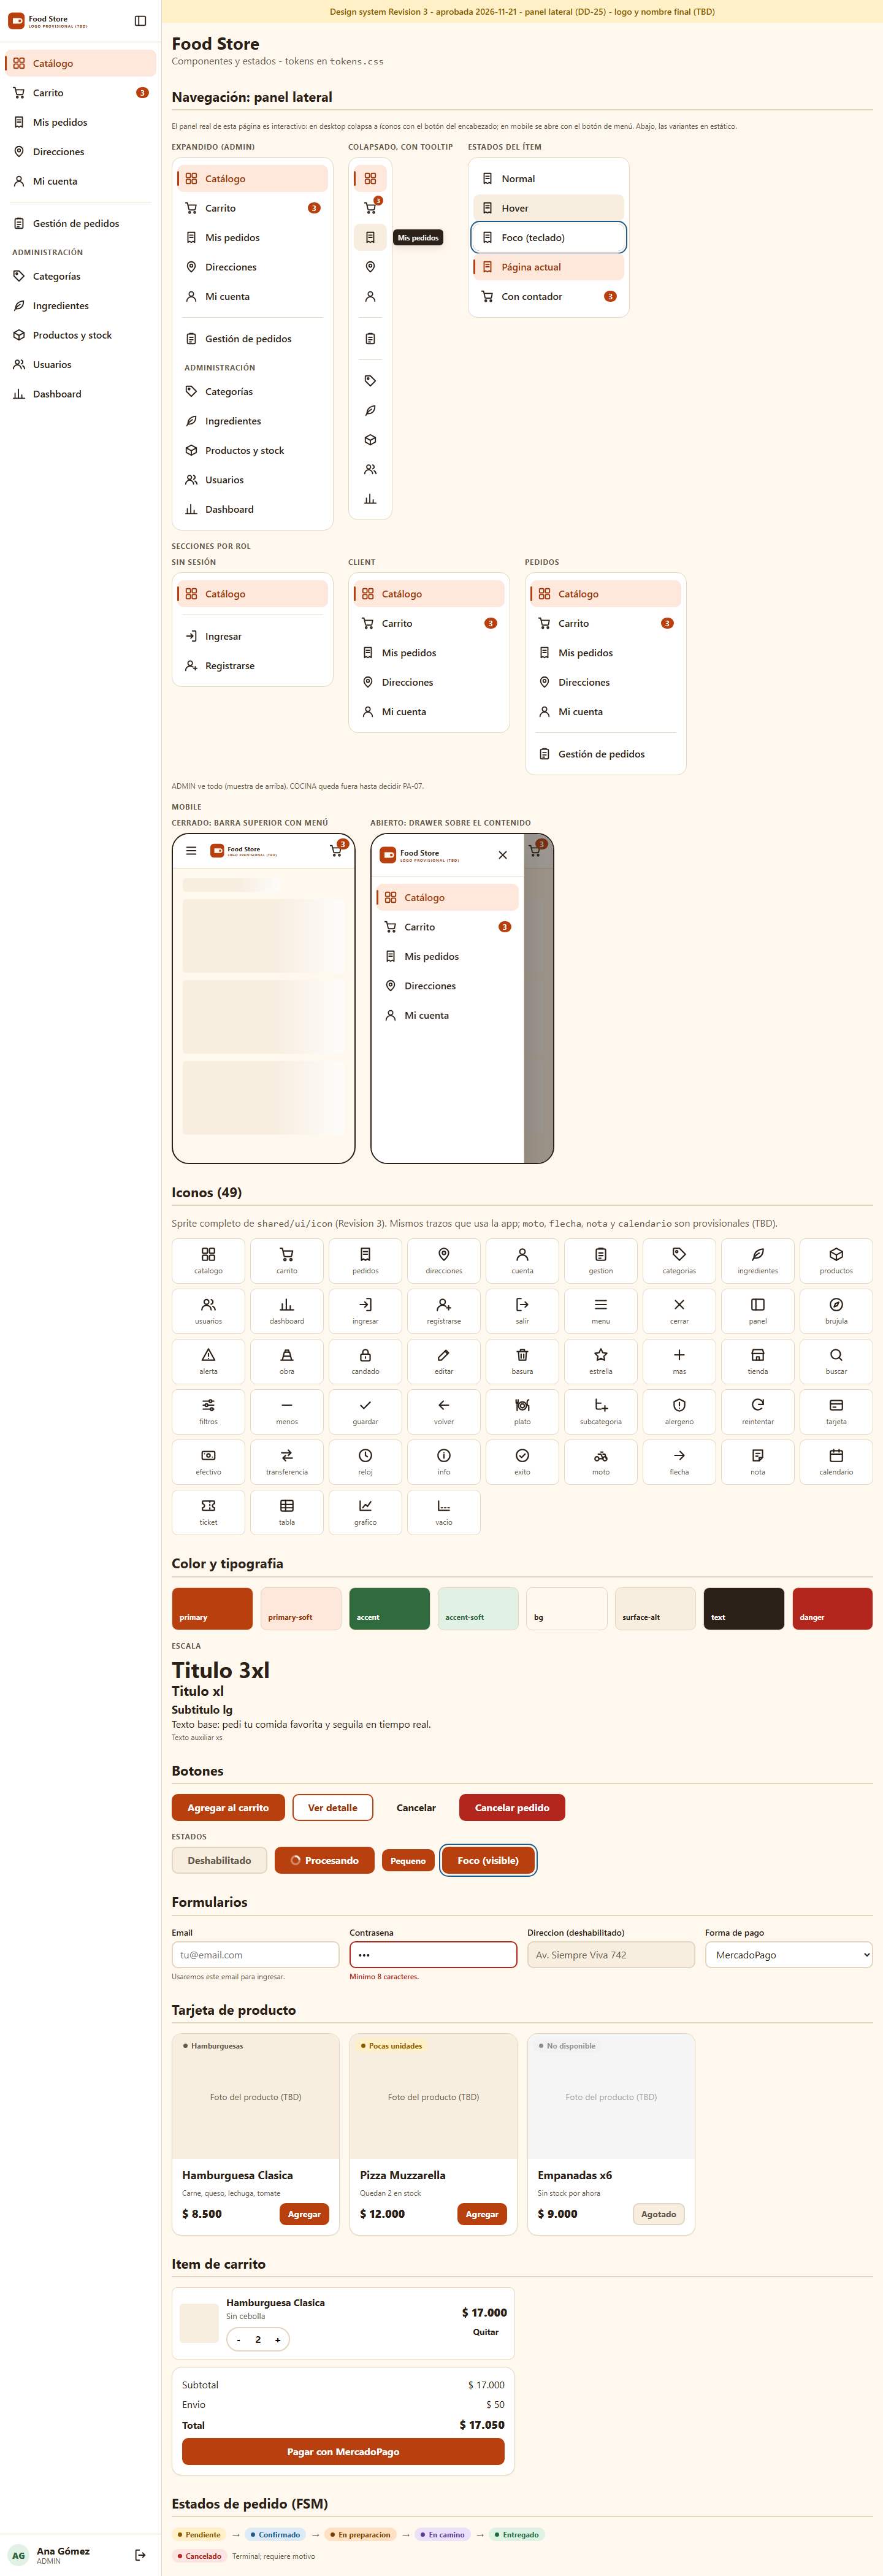 Food Store
LOGO PROVISIONAL (TBD)
Catálogo
Carrito 3
Mis pedidos
Direcciones
Mi cuenta
Gestión de pedidos
ADMINISTRACIÓN
Categorías
Ingredientes
Productos y stock
Usuarios
Dashboard
AG Ana Gómez
ADMIN
Design system Revision 3 - aprobada 2026-11-21 - panel lateral (DD-25) - logo y nombre final (TBD)
Food Store
Componentes y estados - tokens en tokens.css
Navegación: panel lateral
El panel real de esta página es interactivo: en desktop colapsa a íconos con el botón del encabezado; en mobile se abre con el botón de menú. Abajo, las variantes en estático.
EXPANDIDO (ADMIN)
Catálogo
Carrito 3
Mis pedidos
Direcciones
Mi cuenta
Gestión de pedidos
ADMINISTRACIÓN
Categorías
Ingredientes
Productos y stock
Usuarios
Dashboard
COLAPSADO, CON TOOLTIP
3
Mis pedidos
ESTADOS DEL ÍTEM
Normal
Hover
Foco (teclado)
Página actual
Con contador 3
SECCIONES POR ROL
SIN SESIÓN
Catálogo
Ingresar
Registrarse
CLIENT
Catálogo
Carrito 3
Mis pedidos
Direcciones
Mi cuenta
PEDIDOS
Catálogo
Carrito 3
Mis pedidos
Direcciones
Mi cuenta
Gestión de pedidos
ADMIN ve todo (muestra de arriba). COCINA queda fuera hasta decidir PA-07.
MOBILE
CERRADO: BARRA SUPERIOR CON MENÚ
Food Store
LOGO PROVISIONAL (TBD)
3
ABIERTO: DRAWER SOBRE EL CONTENIDO
Food Store
LOGO PROVISIONAL (TBD)
3
Catálogo
Carrito 3
Mis pedidos
Direcciones
Mi cuenta
Iconos (49)
Sprite completo de shared/ui/icon (Revision 3). Mismos trazos que usa la app; moto, flecha, nota y calendario son provisionales (TBD).
catalogo carrito pedidos direcciones cuenta gestion categorias ingredientes productos
usuarios dashboard ingresar registrarse salir menu cerrar panel brujula
alerta obra candado editar basura estrella mas tienda buscar
filtros menos guardar volver plato subcategoria alergeno reintentar tarjeta
efectivo transferencia reloj info exito moto flecha nota calendario
ticket tabla grafico vacio
Color y tipografia
primary primary-soft accent accent-soft bg surface-alt text danger
ESCALA
Titulo 3xl
Titulo xl
Subtitulo lg
Texto base: pedi tu comida favorita y seguila en tiempo real.
Texto auxiliar xs
Botones
Agregar al carrito Ver detalle Cancelar Cancelar pedido
ESTADOS
Deshabilitado Procesando Pequeno Foco (visible)
Formularios
Email Contrasena Direccion (deshabilitado) Forma de pago
tu@email.com ••• Av. Siempre Viva 742 MercadoPago
Usaremos este email para ingresar. Minimo 8 caracteres.
Tarjeta de producto
Hamburguesas
Foto del producto (TBD)
Hamburguesa Clasica
Carne, queso, lechuga, tomate
$ 8.500 Agregar
Pocas unidades
Foto del producto (TBD)
Pizza Muzzarella
Quedan 2 en stock
$ 12.000 Agregar
No disponible
Foto del producto (TBD)
Empanadas x6
Sin stock por ahora
$ 9.000 Agotado
Item de carrito
Hamburguesa Clasica
Sin cebolla
- 2 +
$ 17.000
Quitar
Subtotal $ 17.000
Envio $ 50
Total $ 17.050
Pagar con MercadoPago
Estados de pedido (FSM)
Pendiente → Confirmado → En preparacion → En camino → Entregado
Cancelado Terminal; requiere motivo